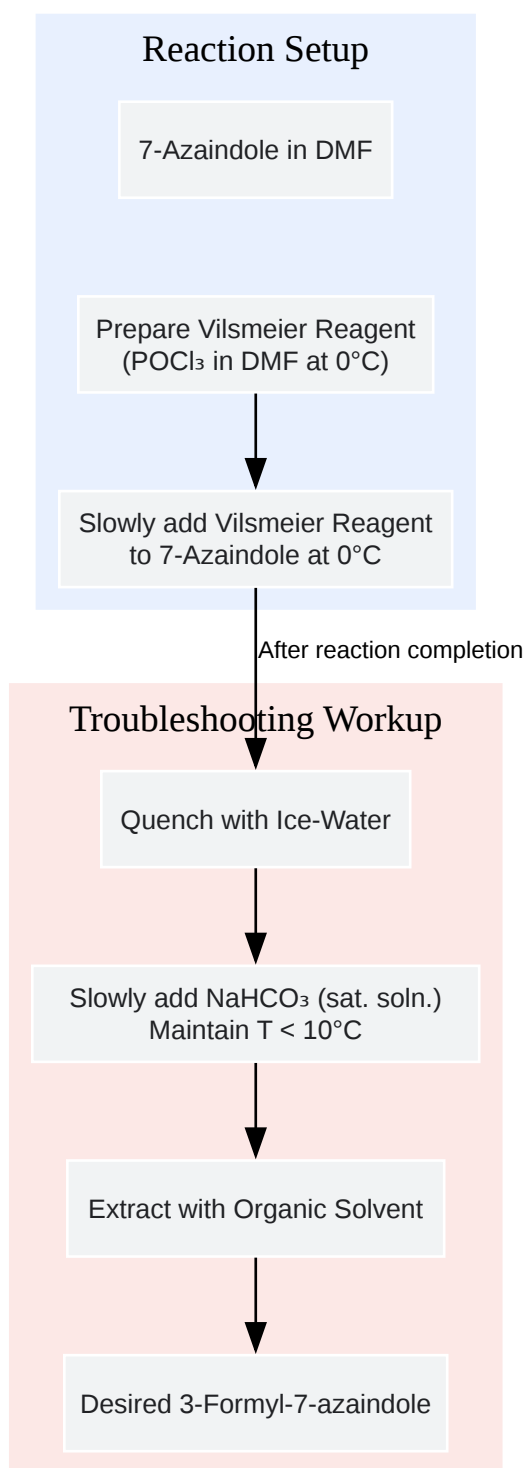 Reaction Setup
7-Azaindole in DMF
Prepare Vilsmeier Reagent
(POCl₃ in DMF at 0°C)
Slowly add Vilsmeier Reagent
to 7-Azaindole at 0°C
After reaction completion
Troubleshooting Workup
Quench with Ice-Water
Slowly add NaHCO₃ (sat. soln.)
Maintain T < 10°C
Extract with Organic Solvent
Desired 3-Formyl-7-azaindole